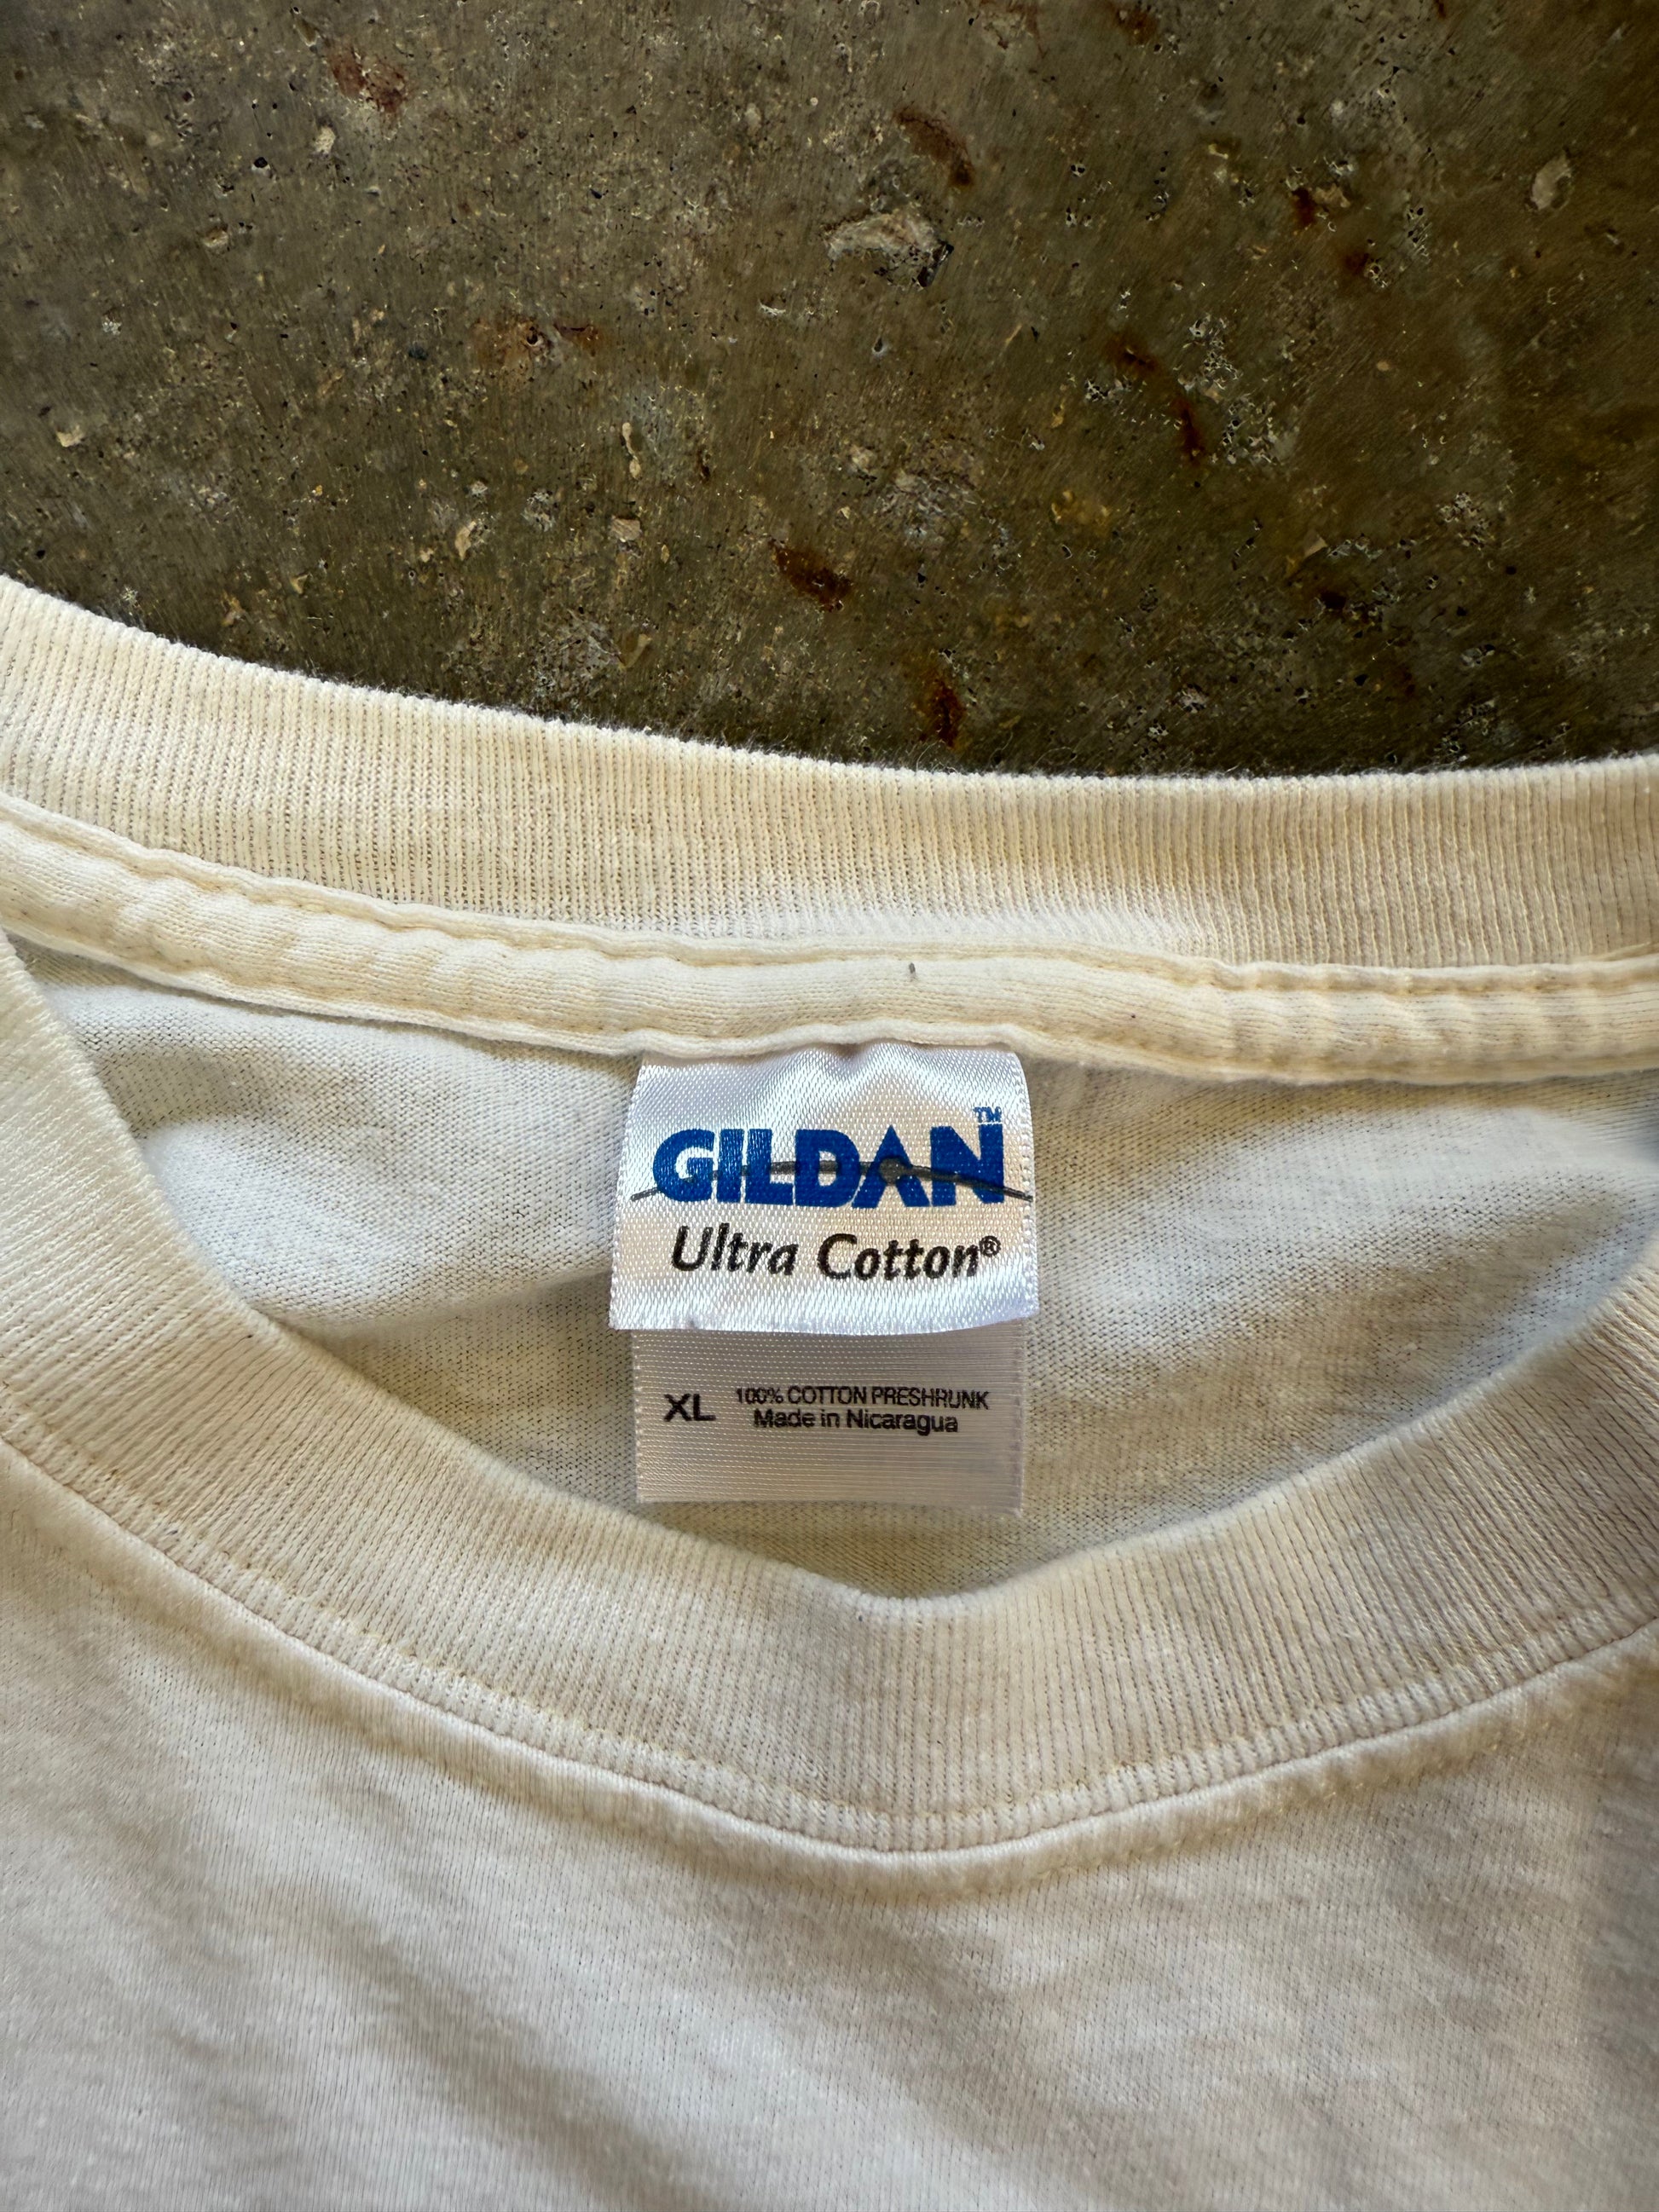 GILDAN™
Ultra Cotton®
XL 100% COTTON PRESHRUNK
Made in Nicaragua